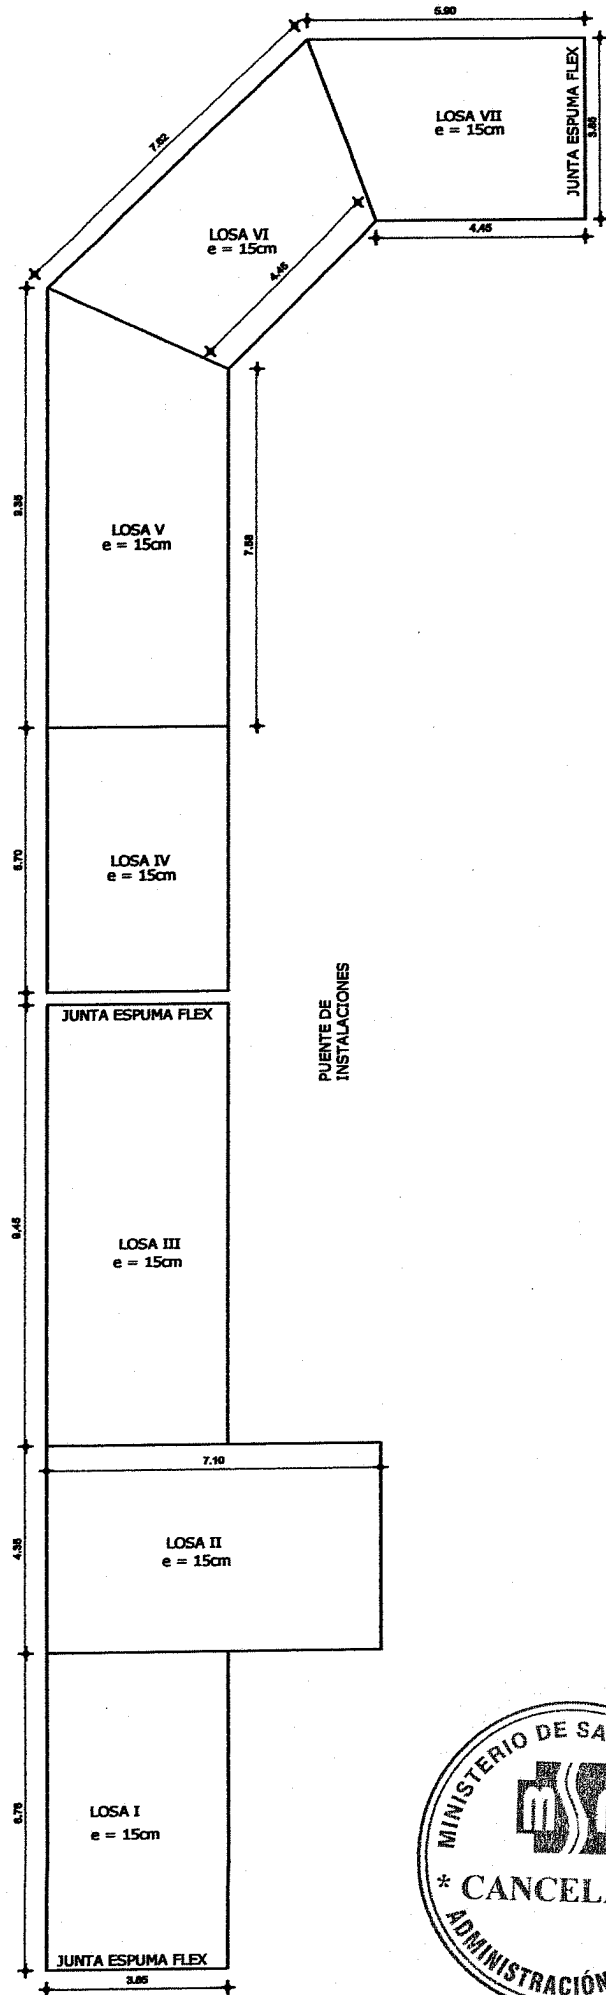 5.90
7.62
LOSA VII
e = 15cm
JUNTA ESPUMA FLEX
3.85
4.45
LOSA VI
e = 15cm
4.45
LOSA V
e = 15cm
9.35
7.58
LOSA IV
e = 15cm
5.70
JUNTA ESPUMA FLEX
PUENTE DE
INSTALACIONES
LOSA III
e = 15cm
9.45
7.10
LOSA II
e = 15cm
4.35
LOSA I
e = 15cm
6.75
JUNTA ESPUMA FLEX
3.85
MINISTERIO DE SA
* CANCELA
ADMINISTRACIÓN